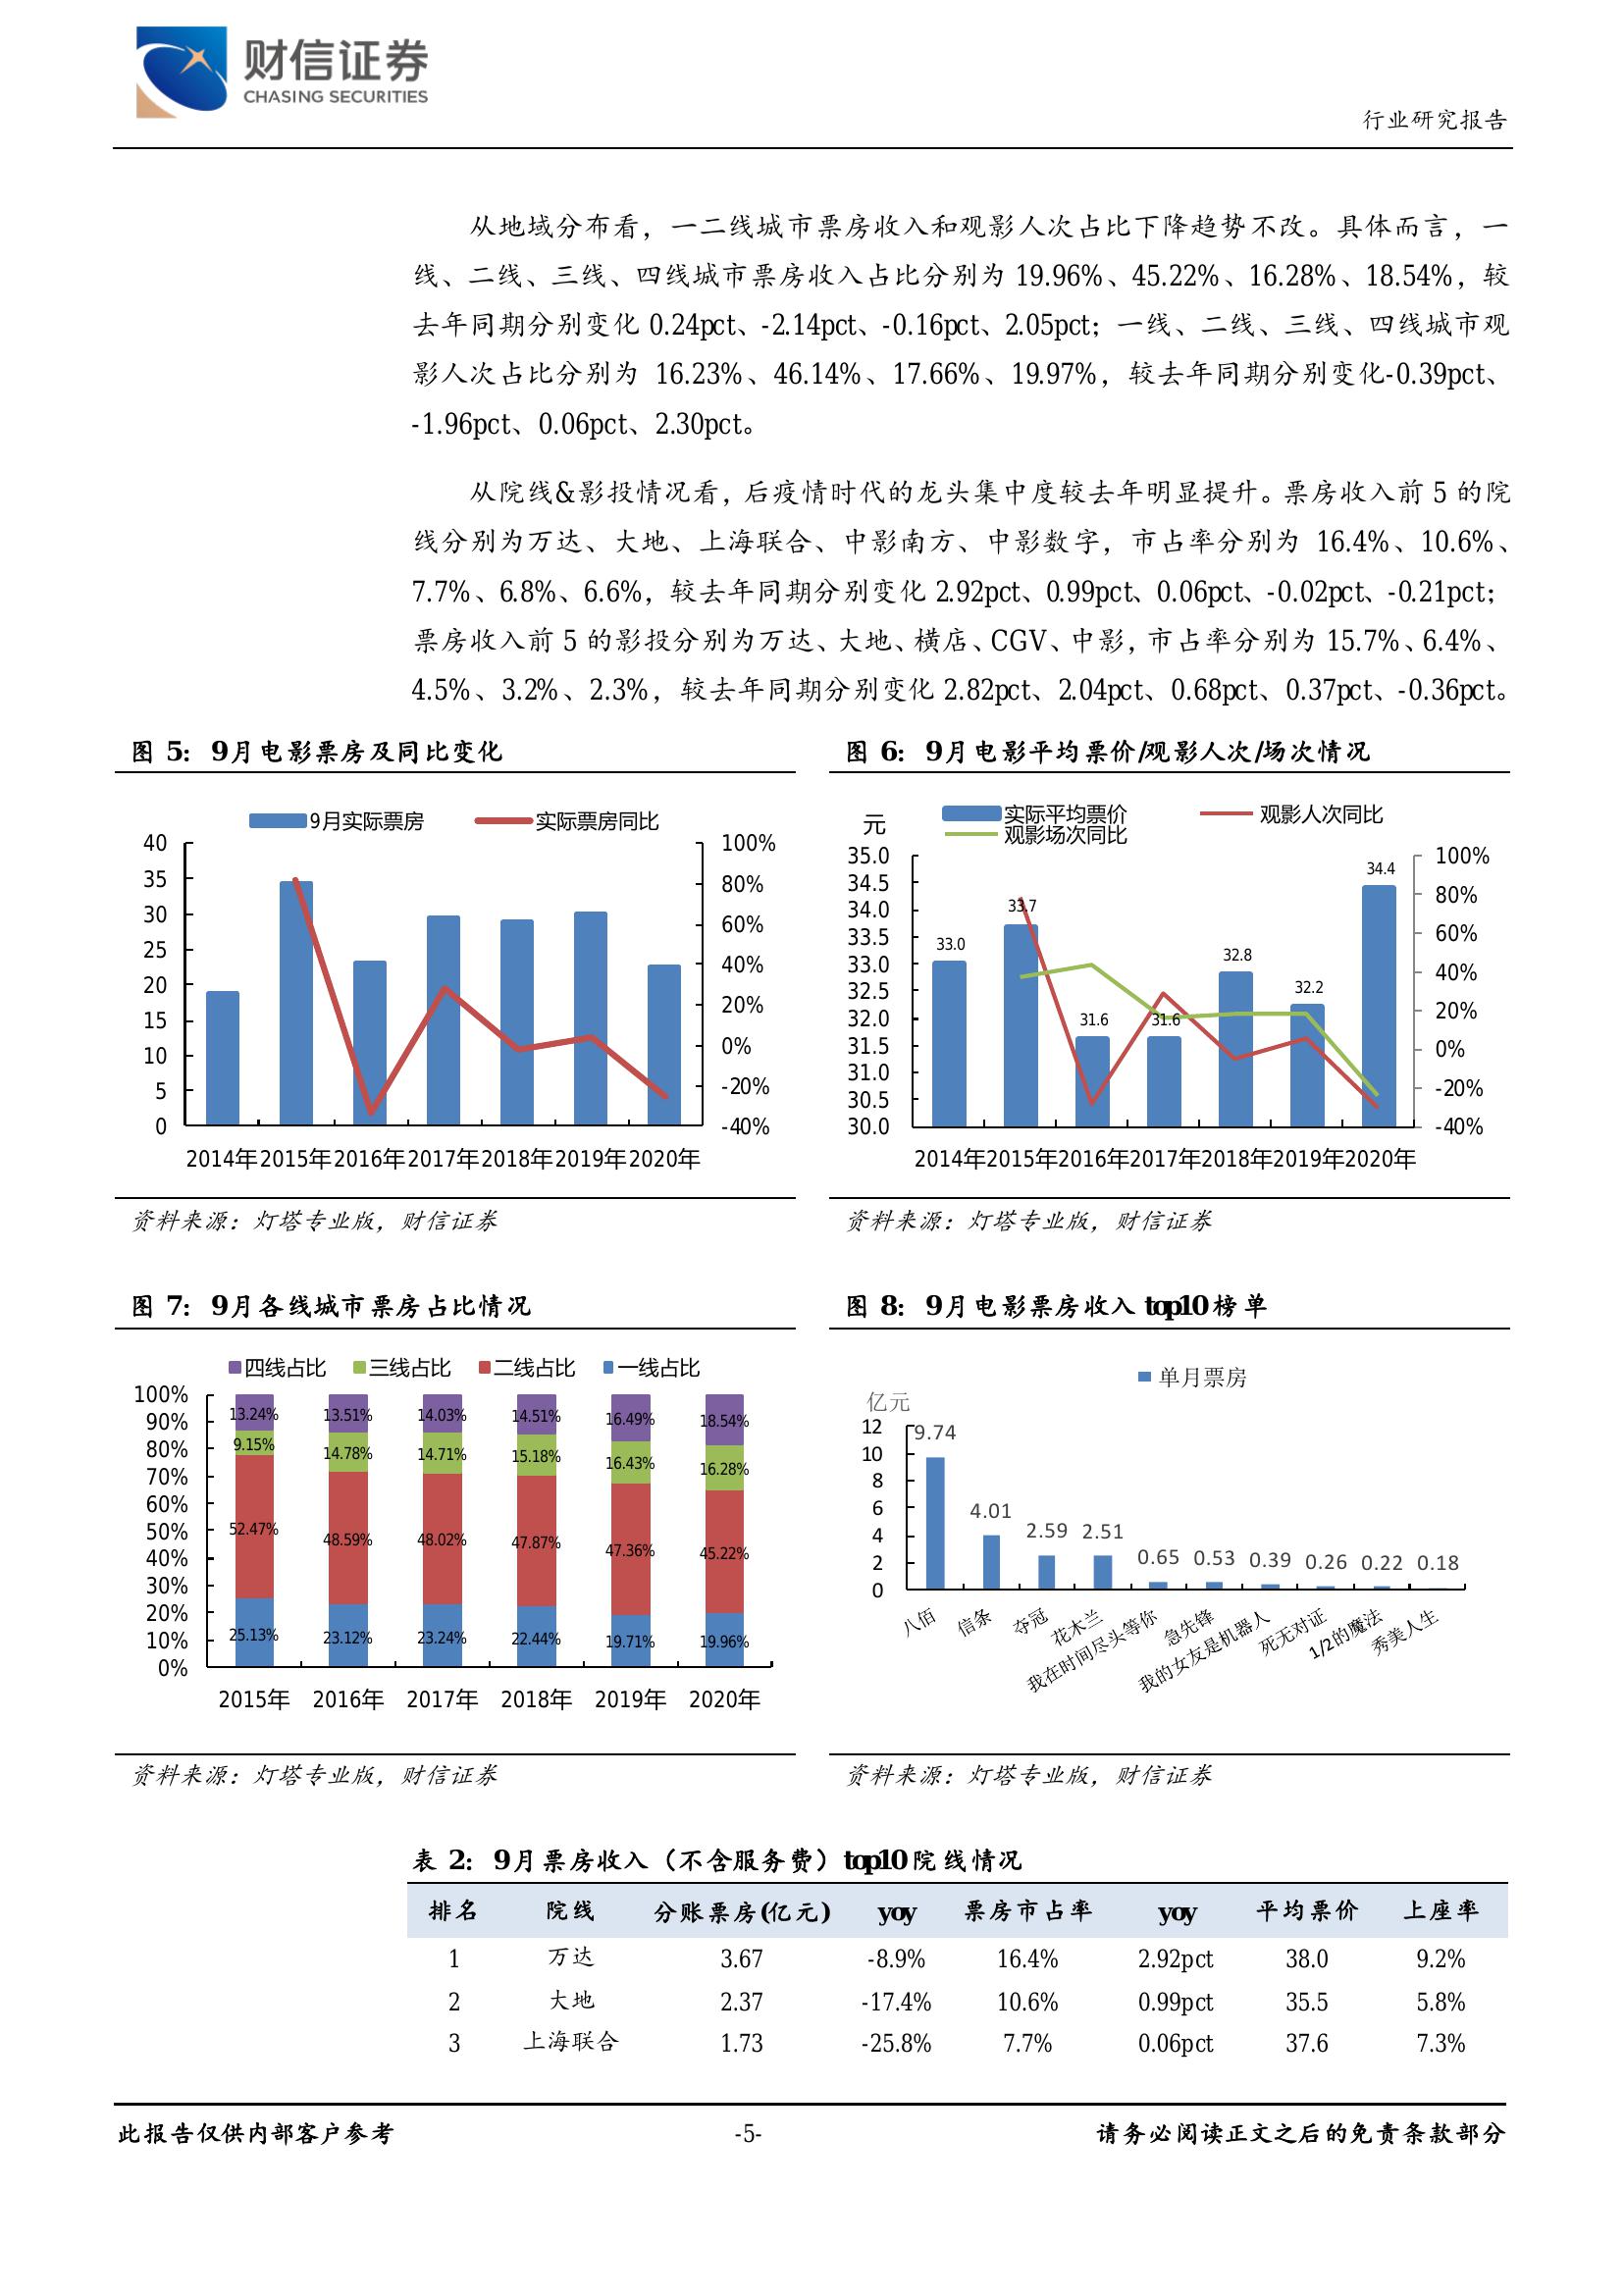 财信证券
CHASING SECURITIES
行业研究报告
从地域分布看，一二线城市票房收入和观影人次占比下降趋势不改。具体而言，一
线、二线、三线、四线城市票房收入占比分别为 19.96%、45.22%、16.28%、18.54%，较
去年同期分别变化 0.24pct、-2.14pct、-0.16pct、2.05pct；一线、二线、三线、四线城市观
影人次占比分别为 16.23%、46.14%、17.66%、19.97%，较去年同期分别变化-0.39pct、
-1.96pct、0.06pct、2.30pct。
从院线&影投情况看，后疫情时代的龙头集中度较去年明显提升。票房收入前 5 的院
线分别为万达、大地、上海联合、中影南方、中影数字，市占率分别为 16.4%、10.6%、
7.7%、6.8%、6.6%，较去年同期分别变化 2.92pct、0.99pct、0.06pct、-0.02pct、-0.21pct；
票房收入前 5 的影投分别为万达、大地、横店、CGV、中影，市占率分别为 15.7%、6.4%、
4.5%、3.2%、2.3%，较去年同期分别变化 2.82pct、2.04pct、0.68pct、0.37pct、-0.36pct。
图 5：9月电影票房及同比变化
9月实际票房 实际票房同比
40
35
30
25
20
15
10
5
0
100%
80%
60%
40%
20%
0%
-20%
-40%
2014年 2015年 2016年 2017年 2018年 2019年 2020年
资料来源：灯塔专业版，财信证券
图 6：9月电影平均票价/观影人次/场次情况
元
实际平均票价 观影人次同比
观影场次同比
35.0
34.5
34.0
33.5
33.0
32.5
32.0
31.5
31.0
30.5
30.0
33.0 33.7 31.6 31.6 32.8 32.2 34.4
100%
80%
60%
40%
20%
0%
-20%
-40%
2014年 2015年 2016年 2017年 2018年 2019年 2020年
资料来源：灯塔专业版，财信证券
图 7：9月各线城市票房占比情况
四线占比 三线占比 二线占比 一线占比
100%
90%
80%
70%
60%
50%
40%
30%
20%
10%
0%
13.24% 13.51% 14.03% 14.51% 16.49% 18.54%
9.15% 14.78% 14.71% 15.18% 16.43% 16.28%
52.47% 48.59% 48.02% 47.87% 47.36% 45.22%
25.13% 23.12% 23.24% 22.44% 19.71% 19.96%
2015年 2016年 2017年 2018年 2019年 2020年
资料来源：灯塔专业版，财信证券
图 8：9月电影票房收入 top10 榜单
单月票房
亿元
12
10
8
6
4
2
0
9.74 4.01 2.59 2.51 0.65 0.53 0.39 0.26 0.22 0.18
八佰 信条 夺冠 花木兰 我在时间尽头等你 急先锋 我的女友是机器人 死无对证 1/2的魔法 秀美人生
资料来源：灯塔专业版，财信证券
表 2：9月票房收入（不含服务费）top10 院线情况
排名 院线 分账票房(亿元) yoy 票房市占率 yoy 平均票价 上座率
1 万达 3.67 -8.9% 16.4% 2.92pct 38.0 9.2%
2 大地 2.37 -17.4% 10.6% 0.99pct 35.5 5.8%
3 上海联合 1.73 -25.8% 7.7% 0.06pct 37.6 7.3%
此报告仅供内部客户参考 -5- 请务必阅读正文之后的免责条款部分